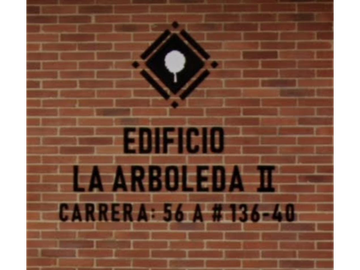 EDIFICIO
LA ARBOLEDA II
CARRERA: 56 A # 136-40